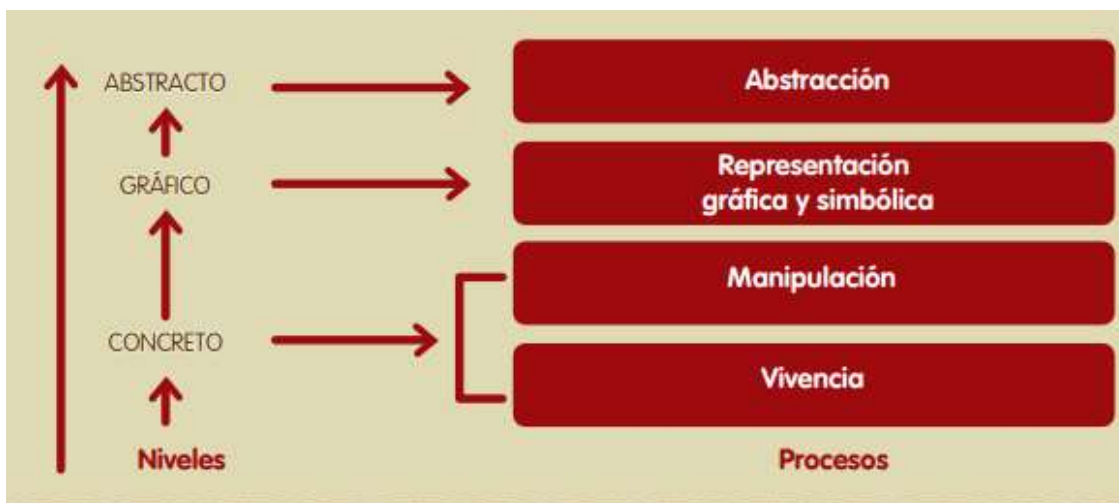 ABSTRACTO
Abstracción
GRÁFICO
Representación
gráfica y simbólica
Manipulación
CONCRETO
Vivencia
Niveles
Procesos